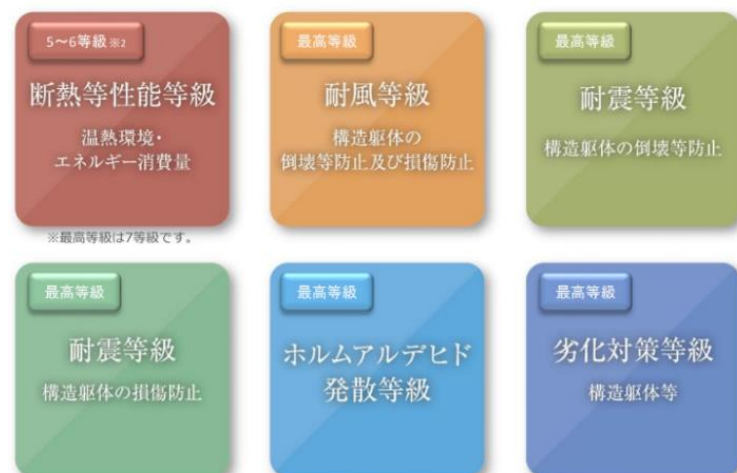 5～6等級※2
断熱等性能等級
温熱環境・
エネルギー消費量
※最高等級は7等級です。
最高等級
耐風等級
構造躯体の
倒壊等防止及び損傷防止
最高等級
耐震等級
構造躯体の倒壊等防止
最高等級
耐震等級
構造躯体の損傷防止
最高等級
ホルムアルデヒド
発散等級
最高等級
劣化対策等級
構造躯体等